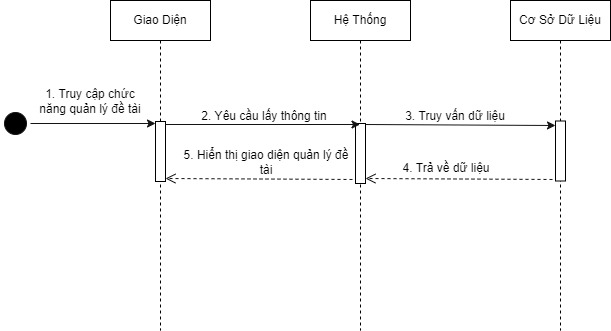 Giao Diện
Hệ Thống
Cơ Sở Dữ Liệu
1. Truy cập chức
năng quản lý đề tài
2. Yêu cầu lấy thông tin
3. Truy vấn dữ liệu
5. Hiển thị giao diện quản lý đề
tài
4. Trả về dữ liệu